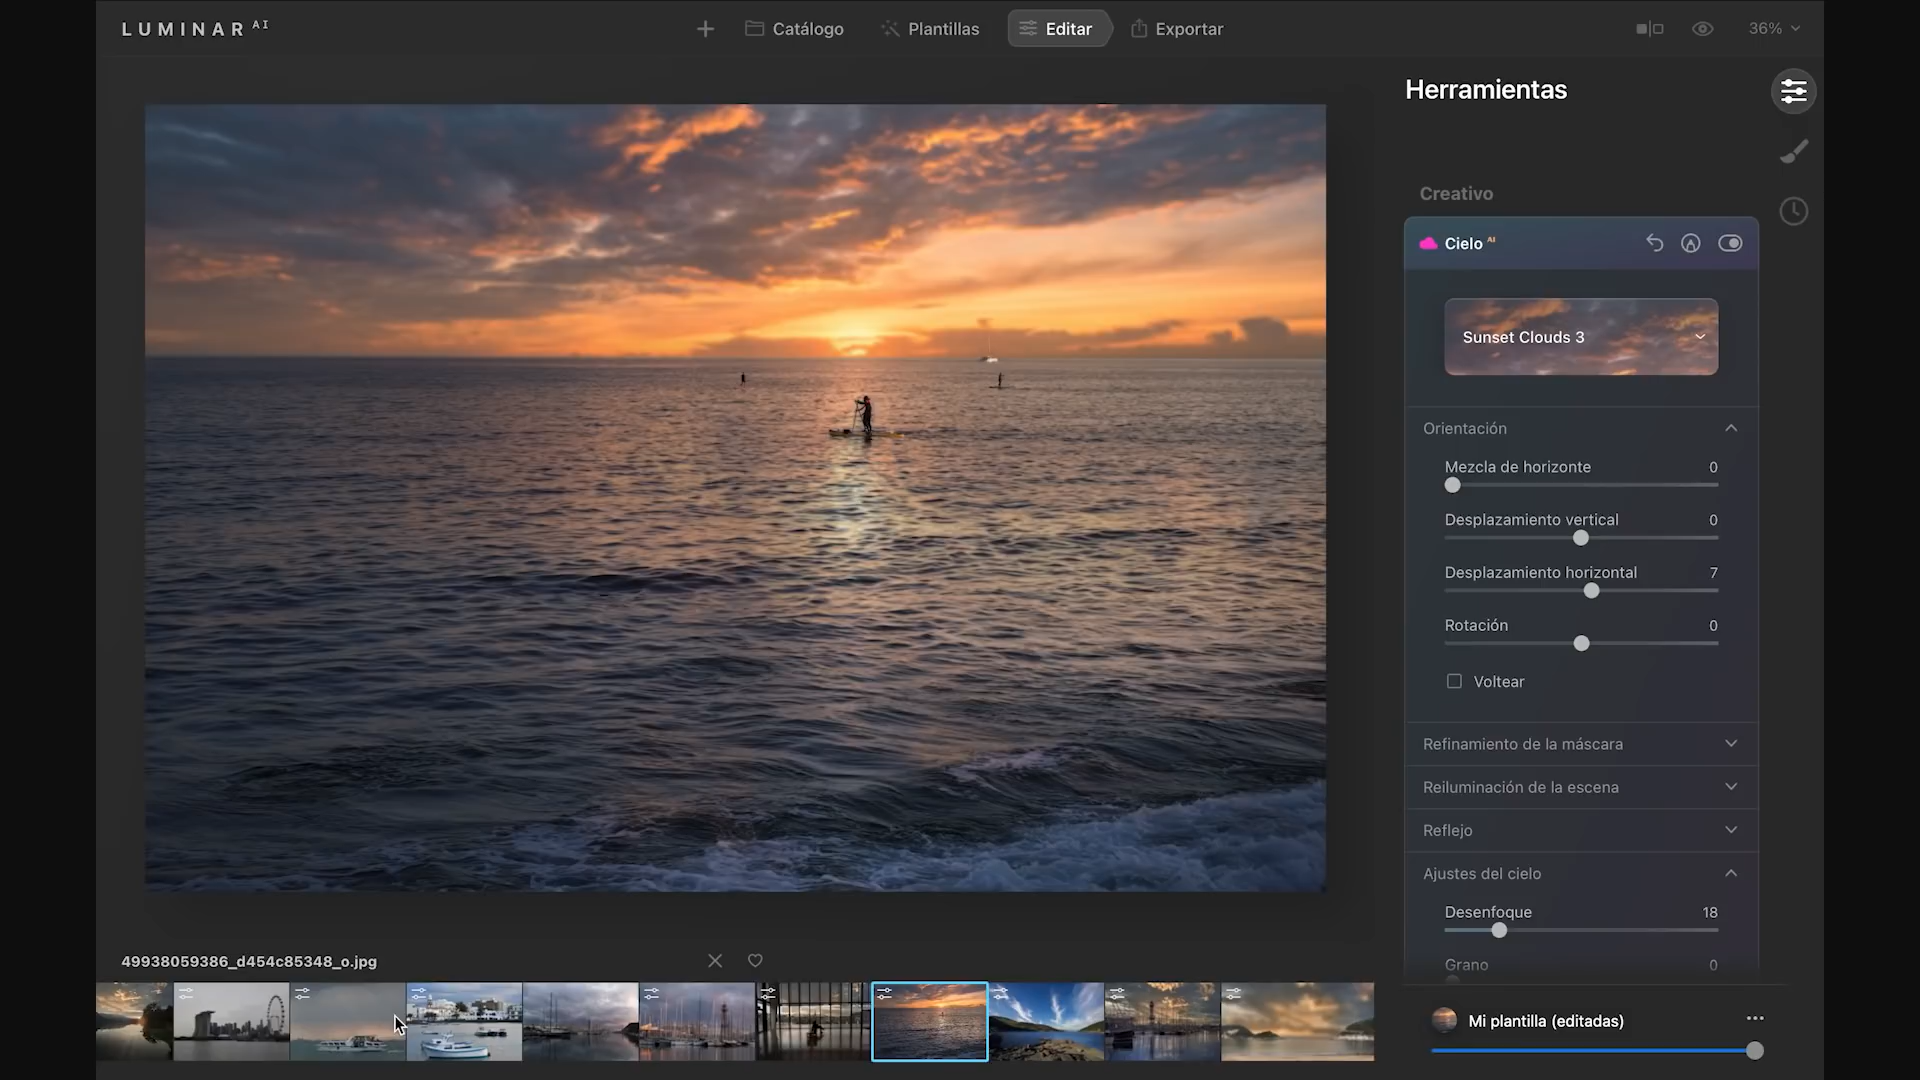 LUMINAR AI
Catálogo
Plantillas
Editar
Exportar
36%
Herramientas
Creativo
Cielo AI
Sunset Clouds 3
Orientación
Mezcla de horizonte 0
Desplazamiento vertical 0
Desplazamiento horizontal 7
Rotación 0
Voltear
Refinamiento de la máscara
Reiluminación de la escena
Reflejo
Ajustes del cielo
Desenfoque 18
Grano 0
49938059386_d454c85348_o.jpg
Mi plantilla (editadas)